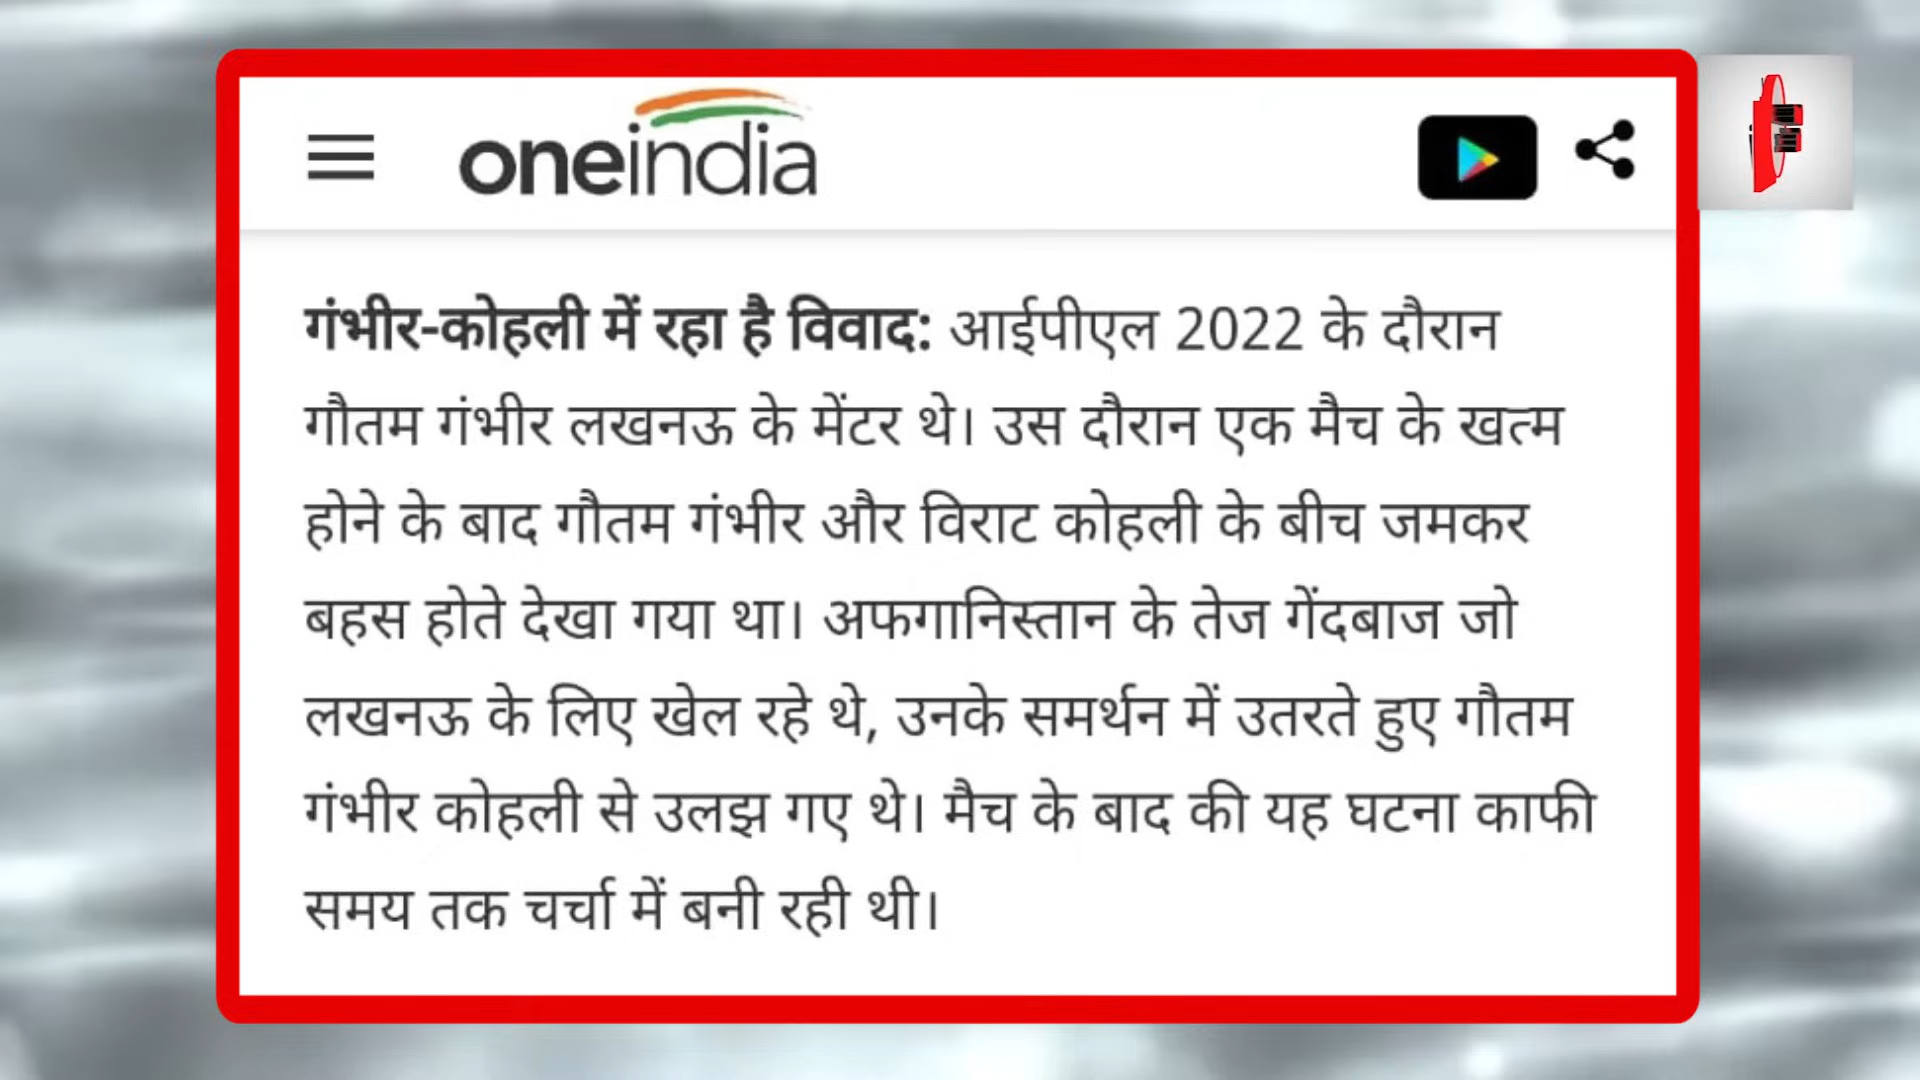 oneindia
गंभीर-कोहली में रहा है विवाद: आईपीएल 2022 के दौरान
गौतम गंभीर लखनऊ के मेंटर थे। उस दौरान एक मैच के खत्म
होने के बाद गौतम गंभीर और विराट कोहली के बीच जमकर
बहस होते देखा गया था। अफगानिस्तान के तेज गेंदबाज जो
लखनऊ के लिए खेल रहे थे, उनके समर्थन में उतरते हुए गौतम
गंभीर कोहली से उलझ गए थे। मैच के बाद की यह घटना काफी
समय तक चर्चा में बनी रही थी।